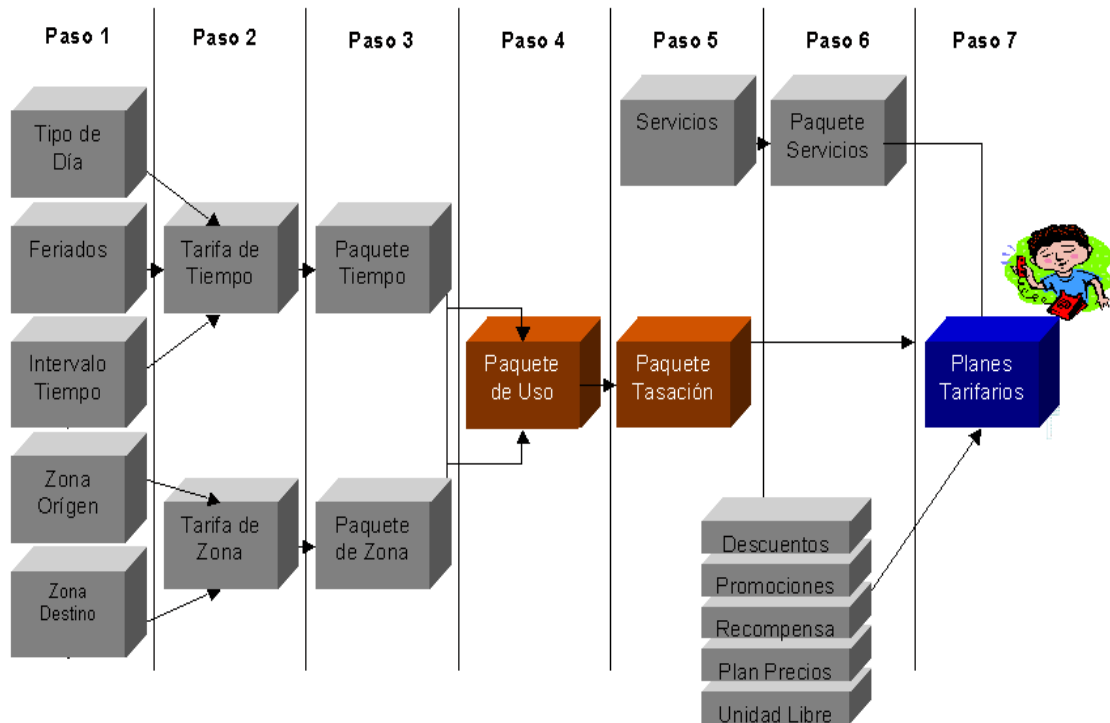 Paso 1
Paso 2
Paso 3
Paso 4
Paso 5
Paso 6
Paso 7
Tipo de
Día
Feriados
Intervalo
Tiempo
Zona
Orígen
Zona
Destino
Tarifa de
Tiempo
Tarifa de
Zona
Paquete
Tiempo
Paquete
de Zona
Paquete
de Uso
Servicios
Paquete
Tasación
Paquete
Servicios
Descuentos
Promociones
Recompensa
Plan Precios
Unidad Libre
Planes
Tarifarios